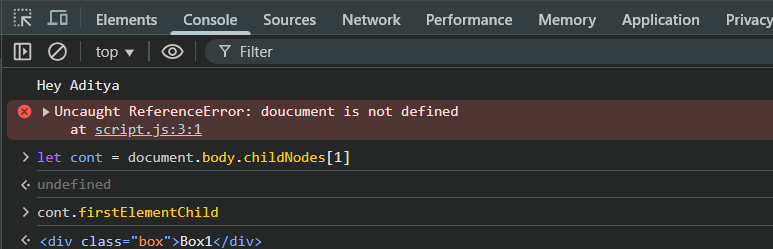 Elements Console Sources Network Performance Memory Application Privacy
top ▼ Filter
Hey Aditya
Uncaught ReferenceError: doucument is not defined
at script.js:3:1
> let cont = document.body.childNodes[1]
undefined
> cont.firstElementChild
<div class="box">Box1</div>